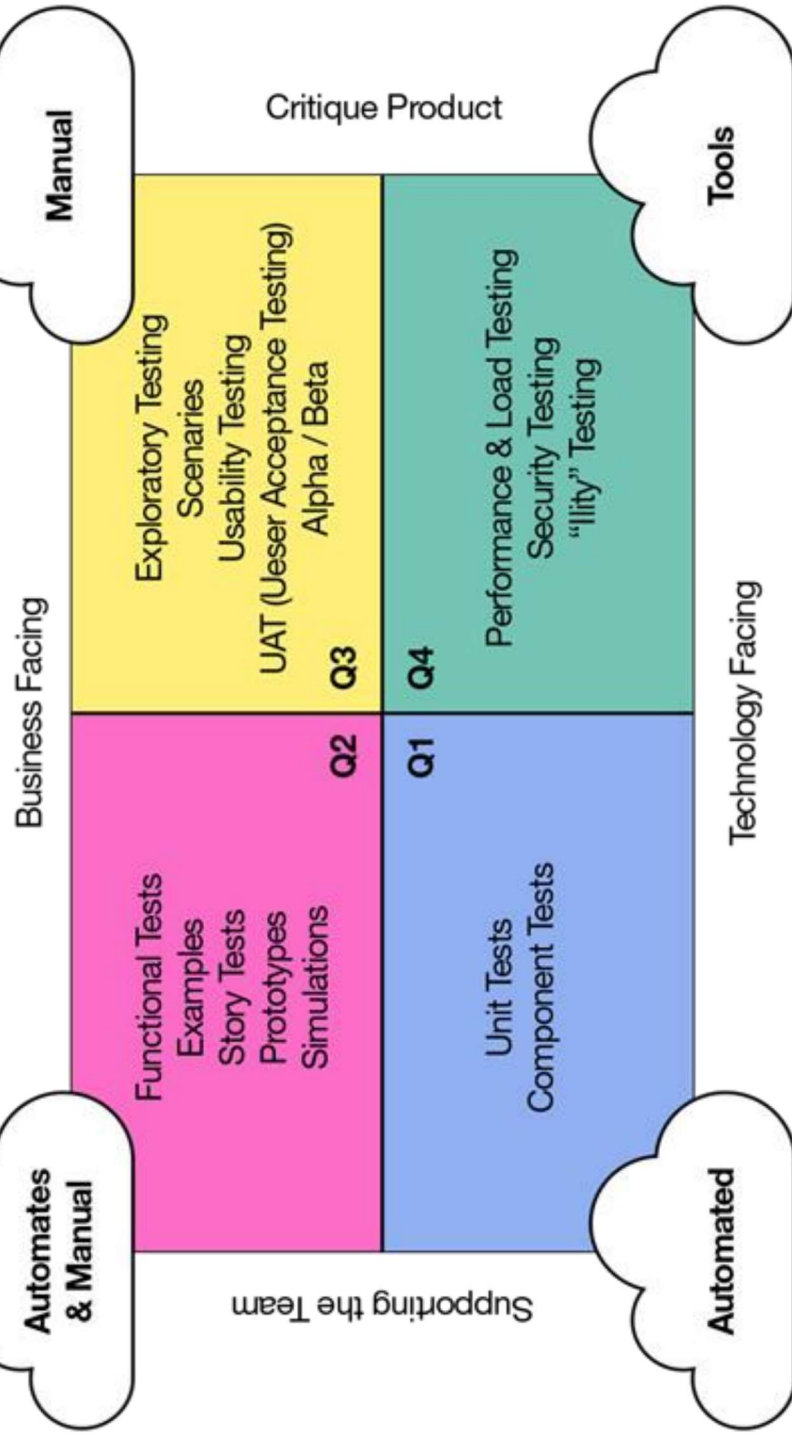 Automates
& Manual
Business Facing
Manual
Functional Tests
Examples
Story Tests
Prototypes
Simulations
Q2
Exploratory Testing
Scenaries
Usability Testing
UAT (Ueser Acceptance Testing)
Alpha / Beta
Q3
Supporting the Team
Critique Product
Q1
Unit Tests
Component Tests
Q4
Performance & Load Testing
Security Testing
“Ility” Testing
Automated
Technology Facing
Tools